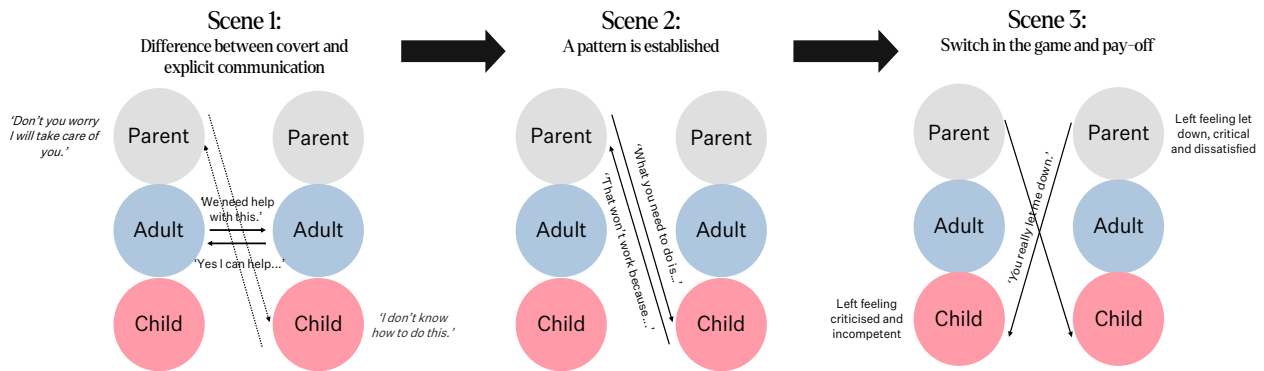 Scene 1:
Difference between covert and
explicit communication
'Don't you worry
I will take care of
you.'
Parent
Parent
'We need help
with this.'
Adult
Adult
'Yes I can help...'
Child
Child
'I don't know
how to do this.'
Scene 2:
A pattern is established
Parent
Parent
'What you need to do is...'
'That won't work because...'
Adult
Adult
Child
Child
Scene 3:
Switch in the game and pay-off
Parent
Parent
Left feeling let
down, critical
and dissatisfied
'You really let me down.'
Adult
Adult
Left feeling
criticised and
incompetent
Child
Child